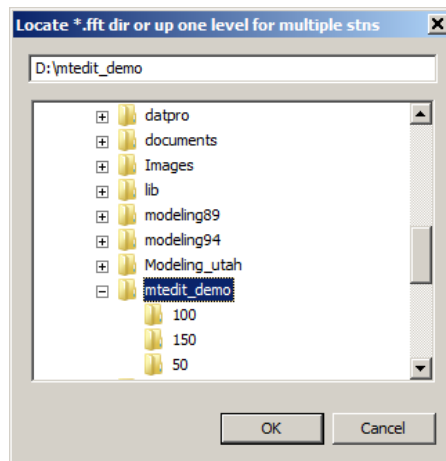 Locate *.fft dir or up one level for multiple stns
D:\mtedit_demo
datpro
documents
Images
lib
modeling89
modeling94
Modeling_utah
mtedit_demo
100
150
50
OK Cancel